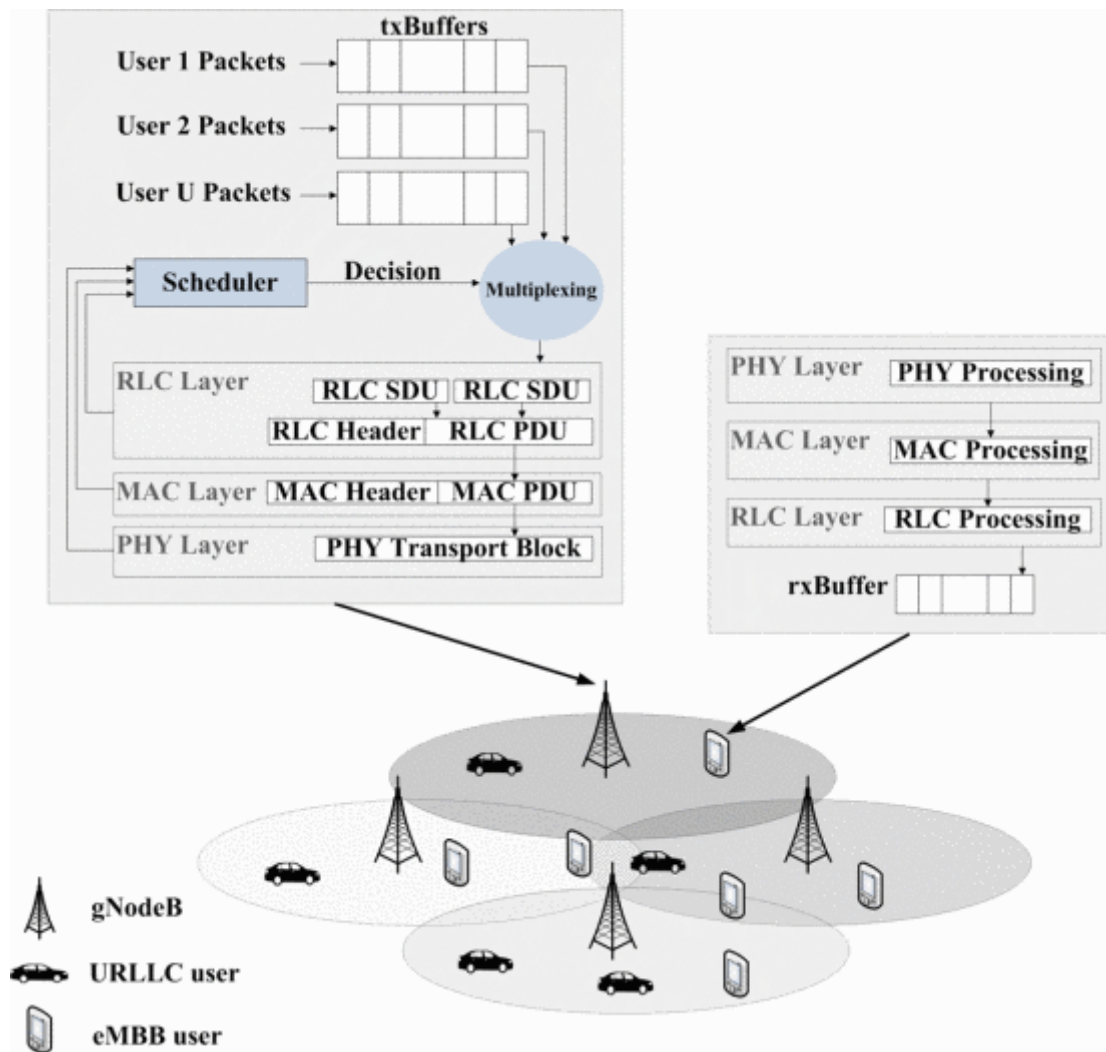 txBuffers
User 1 Packets
User 2 Packets
User U Packets
Scheduler
Decision
Multiplexing
RLC Layer
RLC SDU RLC SDU
RLC Header RLC PDU
MAC Layer MAC Header MAC PDU
PHY Layer PHY Transport Block
PHY Layer PHY Processing
MAC Layer MAC Processing
RLC Layer RLC Processing
rxBuffer
gNodeB
URLLC user
eMBB user